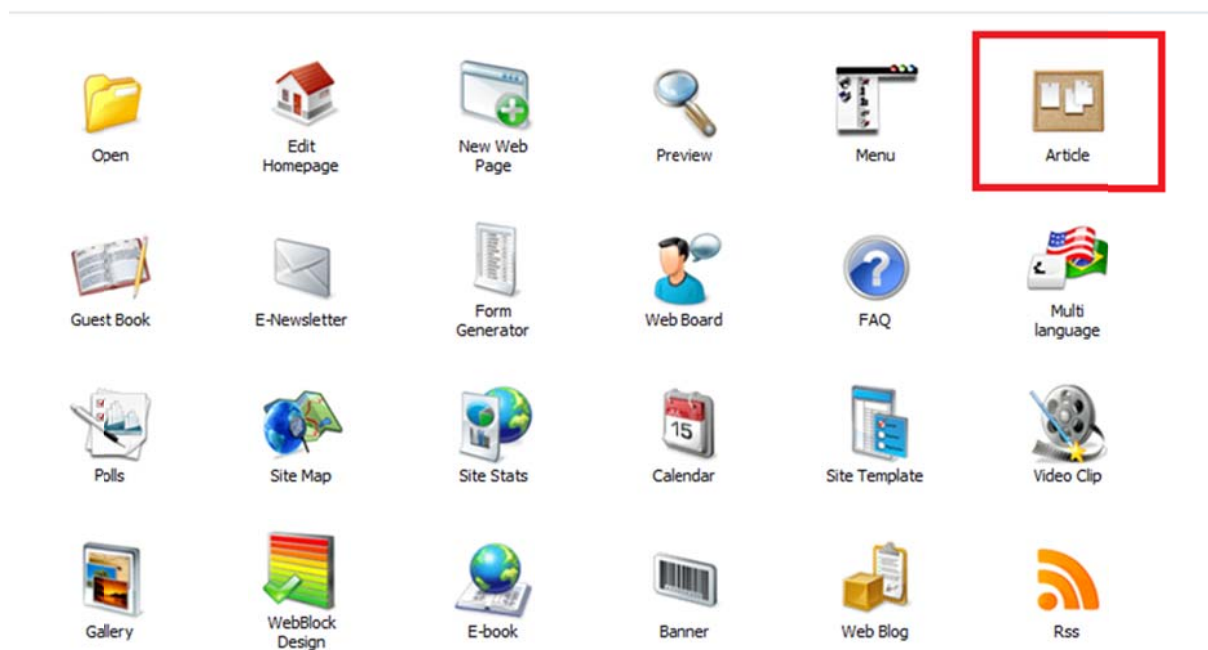 Open
Edit
Homepage
New Web
Page
Preview
Menu
Article
Guest Book
E-Newsletter
Form
Generator
Web Board
FAQ
Multi
language
Polls
Site Map
Site Stats
15
Calendar
Site Template
Video Clip
Gallery
WebBlock
Design
E-book
Banner
Web Blog
Rss